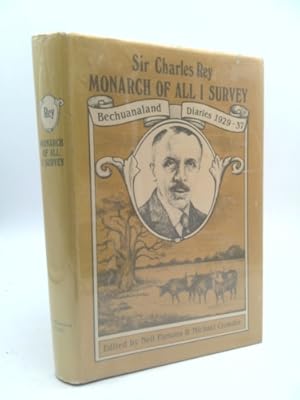 Sir Charles Rey
MONARCH OF ALL I SURVEY
Bechuanaland Diaries 1929-37
Edited by Neil Parsons & Michael Crowder
Rey
MONARCH
OF ALL
I SURVEY